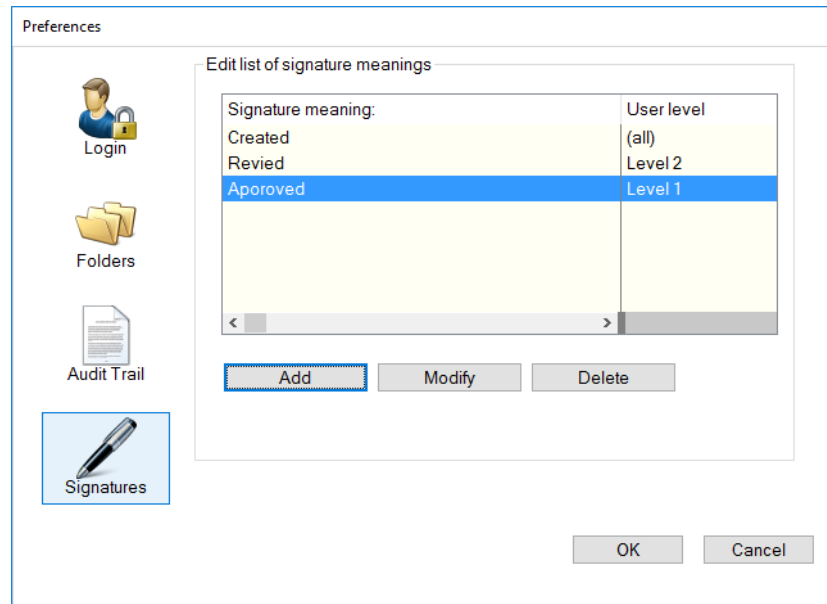 Preferences
Login
Folders
Audit Trail
Signatures
Edit list of signature meanings
Signature meaning: User level
Created (all)
Revied Level 2
Aporoved Level 1
Add Modify Delete
OK Cancel